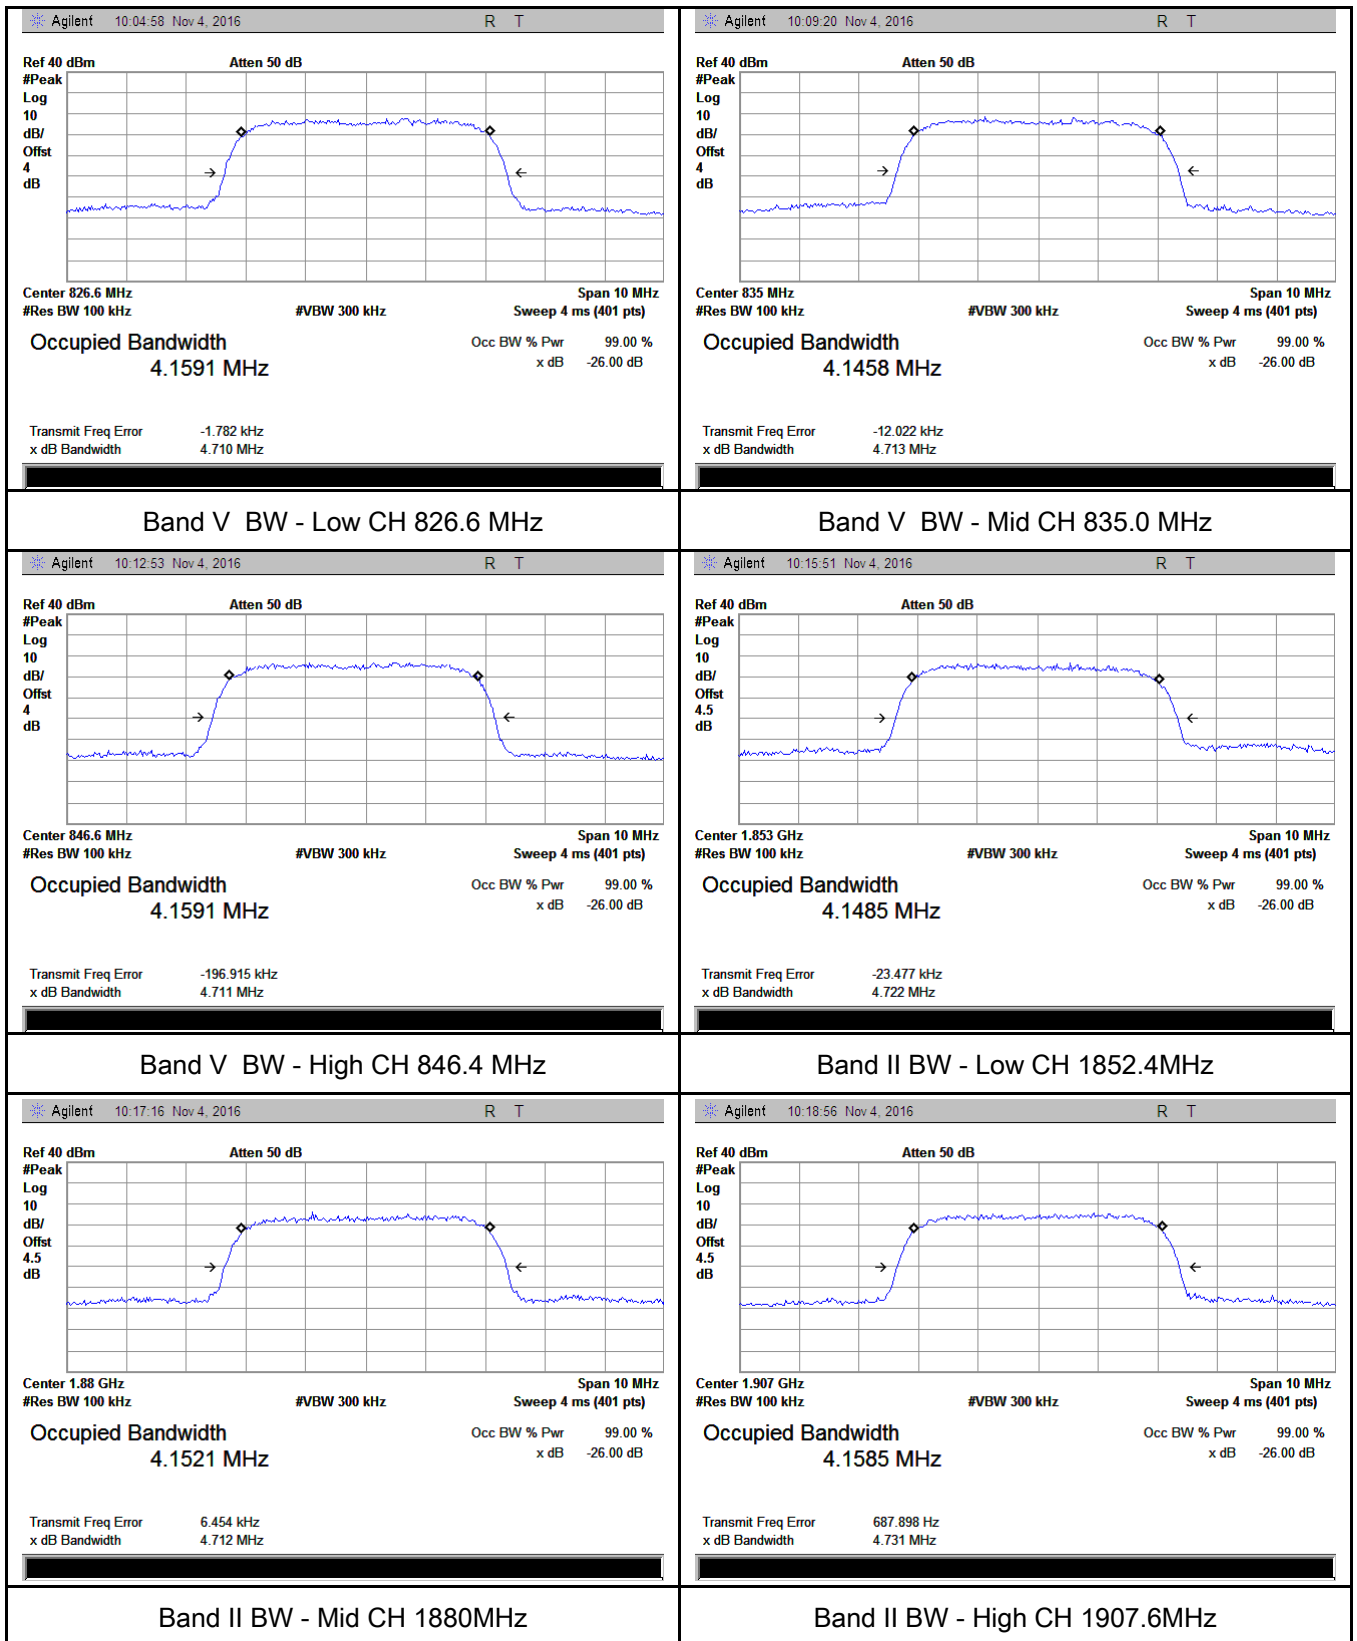 Agilent 10:04:58 Nov 4, 2016 R T
Ref 40 dBm Atten 50 dB
#Peak
Log
10
dB/
Offst
4
dB
Center 826.6 MHz Span 10 MHz
#Res BW 100 kHz #VBW 300 kHz Sweep 4 ms (401 pts)
Occupied Bandwidth Occ BW % Pwr 99.00 %
4.1591 MHz x dB -26.00 dB
Transmit Freq Error -1.782 kHz
x dB Bandwidth 4.710 MHz
Band V BW - Low CH 826.6 MHz
Agilent 10:09:20 Nov 4, 2016 R T
Ref 40 dBm Atten 50 dB
#Peak
Log
10
dB/
Offst
4
dB
Center 835 MHz Span 10 MHz
#Res BW 100 kHz #VBW 300 kHz Sweep 4 ms (401 pts)
Occupied Bandwidth Occ BW % Pwr 99.00 %
4.1458 MHz x dB -26.00 dB
Transmit Freq Error -12.022 kHz
x dB Bandwidth 4.713 MHz
Band V BW - Mid CH 835.0 MHz
Agilent 10:12:53 Nov 4, 2016 R T
Ref 40 dBm Atten 50 dB
#Peak
Log
10
dB/
Offst
4
dB
Center 846.6 MHz Span 10 MHz
#Res BW 100 kHz #VBW 300 kHz Sweep 4 ms (401 pts)
Occupied Bandwidth Occ BW % Pwr 99.00 %
4.1591 MHz x dB -26.00 dB
Transmit Freq Error -196.915 kHz
x dB Bandwidth 4.711 MHz
Band V BW - High CH 846.4 MHz
Agilent 10:15:51 Nov 4, 2016 R T
Ref 40 dBm Atten 50 dB
#Peak
Log
10
dB/
Offst
4.5
dB
Center 1.853 GHz Span 10 MHz
#Res BW 100 kHz #VBW 300 kHz Sweep 4 ms (401 pts)
Occupied Bandwidth Occ BW % Pwr 99.00 %
4.1485 MHz x dB -26.00 dB
Transmit Freq Error -23.477 kHz
x dB Bandwidth 4.722 MHz
Band II BW - Low CH 1852.4MHz
Agilent 10:17:16 Nov 4, 2016 R T
Ref 40 dBm Atten 50 dB
#Peak
Log
10
dB/
Offst
4.5
dB
Center 1.88 GHz Span 10 MHz
#Res BW 100 kHz #VBW 300 kHz Sweep 4 ms (401 pts)
Occupied Bandwidth Occ BW % Pwr 99.00 %
4.1521 MHz x dB -26.00 dB
Transmit Freq Error 6.454 kHz
x dB Bandwidth 4.712 MHz
Band II BW - Mid CH 1880MHz
Agilent 10:18:56 Nov 4, 2016 R T
Ref 40 dBm Atten 50 dB
#Peak
Log
10
dB/
Offst
4.5
dB
Center 1.907 GHz Span 10 MHz
#Res BW 100 kHz #VBW 300 kHz Sweep 4 ms (401 pts)
Occupied Bandwidth Occ BW % Pwr 99.00 %
4.1585 MHz x dB -26.00 dB
Transmit Freq Error 687.898 Hz
x dB Bandwidth 4.731 MHz
Band II BW - High CH 1907.6MHz